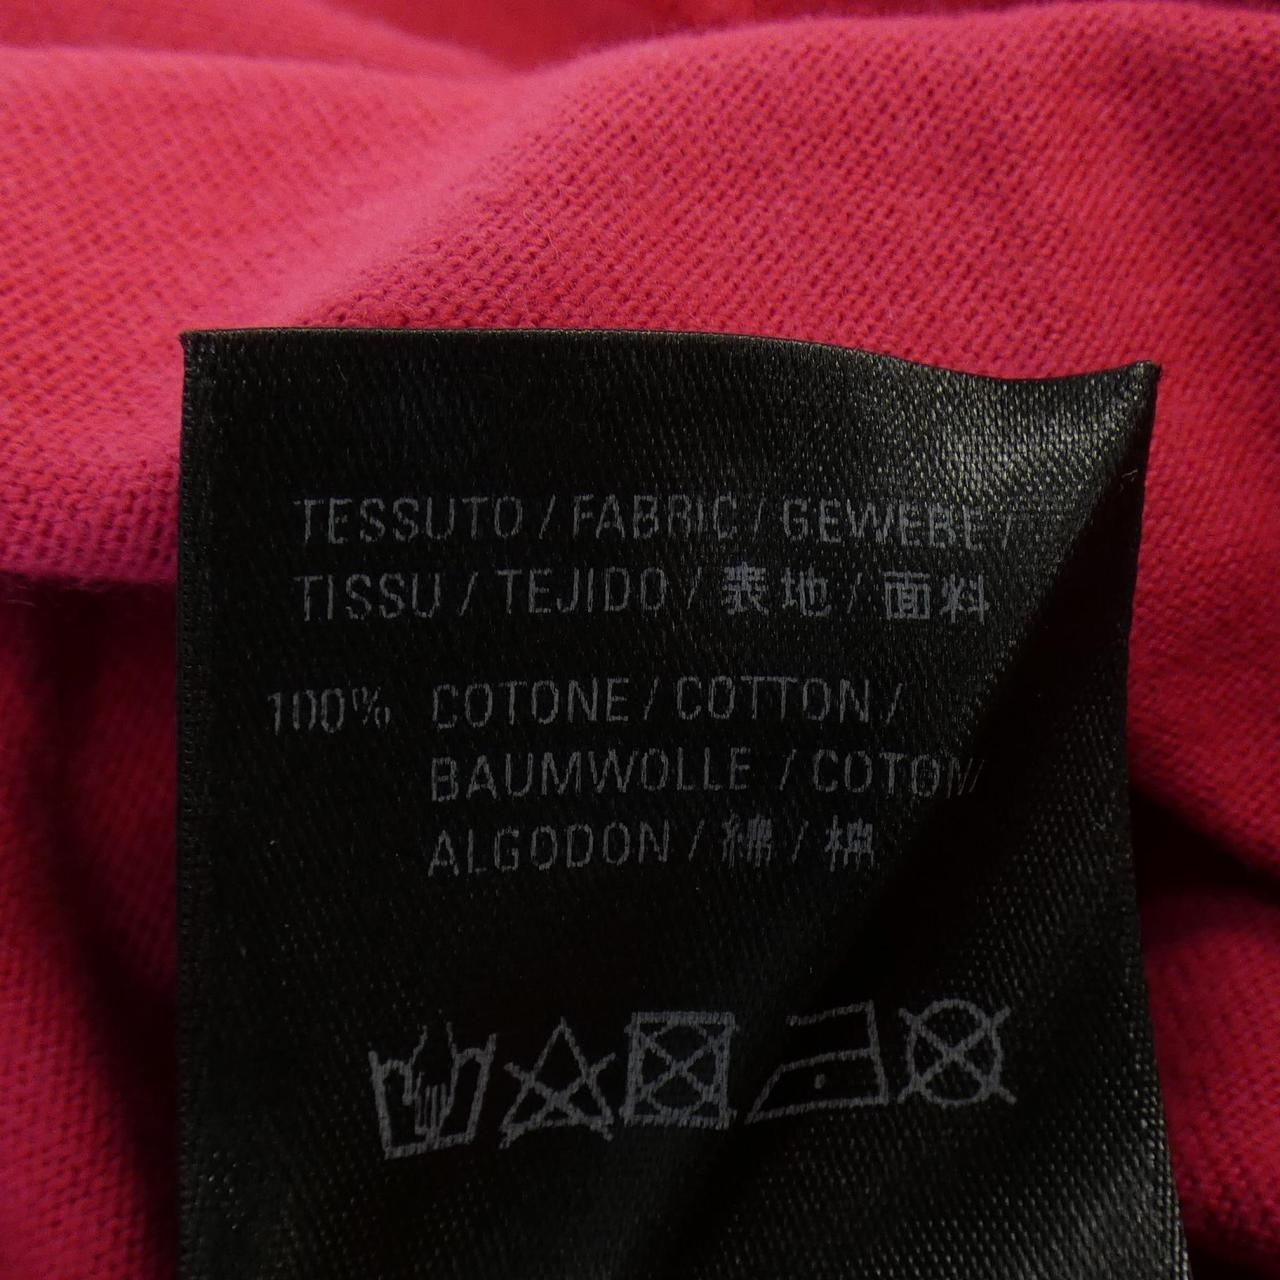 TESSUTO / FABRIC / GEWEBE /
TISSU / TEJIDO / 表地 / 面料
100% COTONE / COTTON /
BAUMWOLLE / COTON/
ALGODON / 綿 / 棉